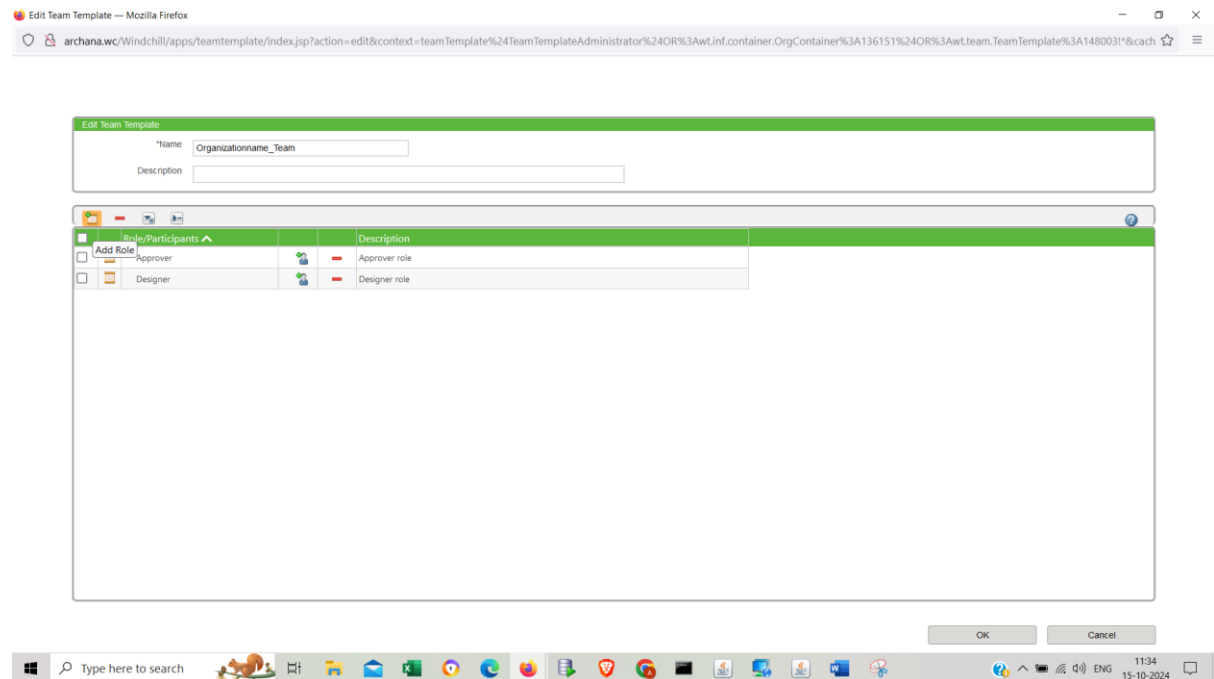 Edit Team Template — Mozilla Firefox
archana.wc/Windchill/apps/teamtemplate/index.jsp?action=edit&context=teamTemplate%24TeamTemplateAdministrator%24OR%3Awt.inf.container.OrgContainer%3A136151%24OR%3Awt.team.TeamTemplate%3A148003!*&cach
Edit Team Template
*Name Organizationname_Team
Description
Role/Participants Description
Add Role
Approver Approver role
Designer Designer role
OK Cancel
Type here to search
ENG
11:34
15-10-2024